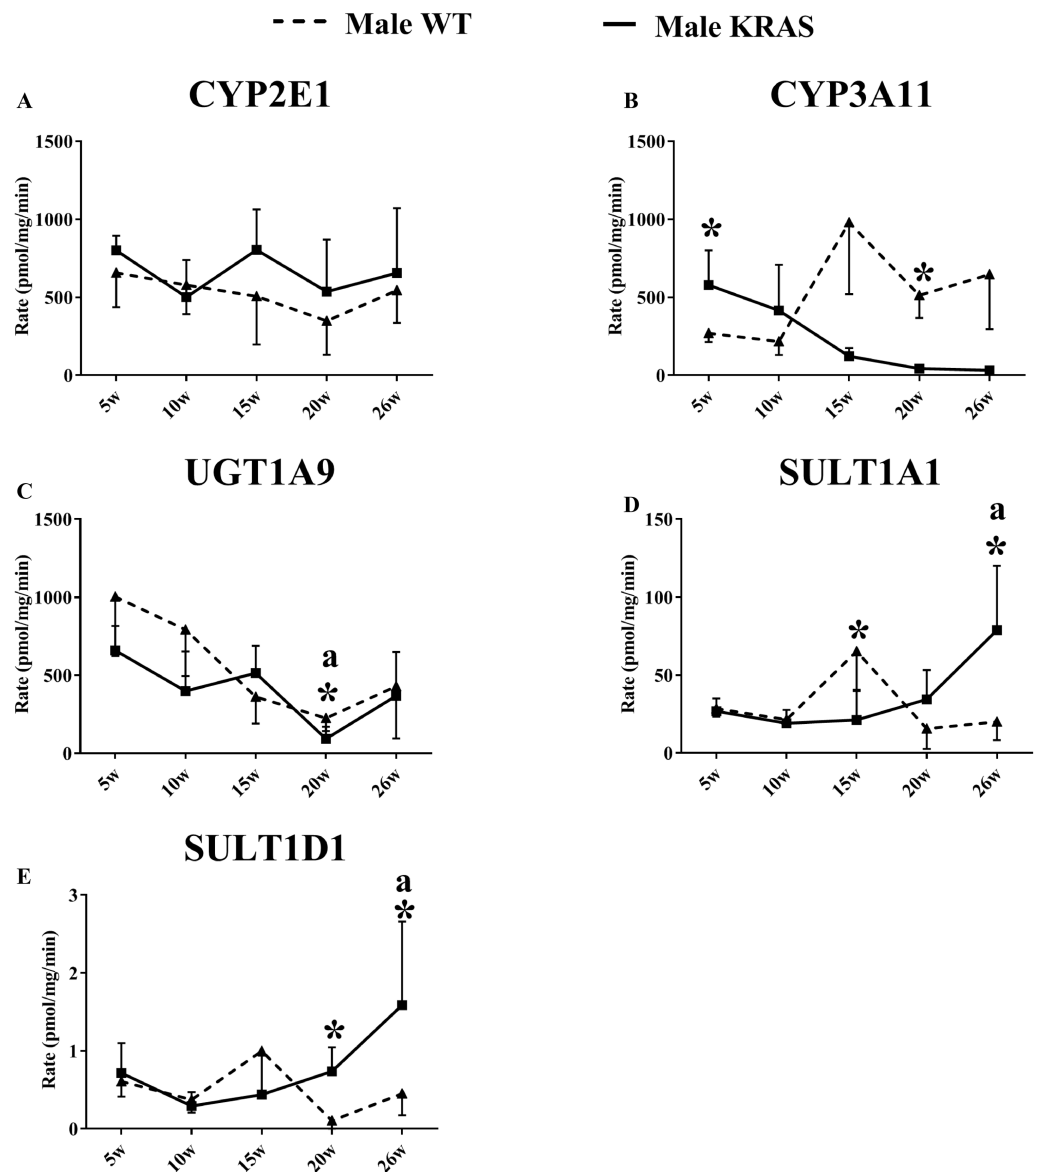 Male WT
Male KRAS
A
CYP2E1
Rate (pmol/mg/min)
1500
1000
500
0
5w
10w
15w
20w
26w
B
CYP3A11
Rate (pmol/mg/min)
1500
1000
500
0
*
*
5w
10w
15w
20w
26w
C
UGT1A9
Rate (pmol/mg/min)
1500
1000
500
0
a
*
5w
10w
15w
20w
26w
D
SULT1A1
Rate (pmol/mg/min)
150
100
50
0
*
a
*
5w
10w
15w
20w
26w
E
SULT1D1
Rate (pmol/mg/min)
3
2
1
0
*
a
*
5w
10w
15w
20w
26w